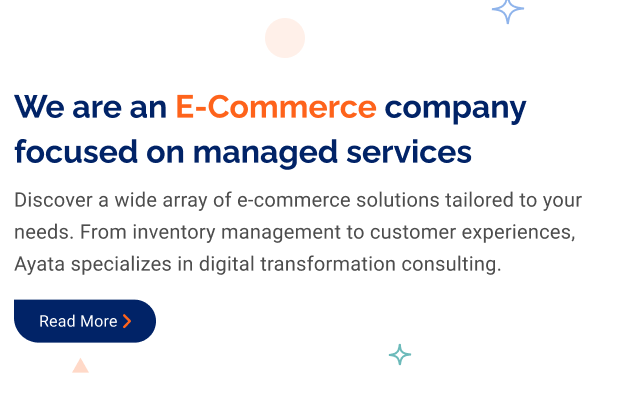 We are an E-Commerce company
focused on managed services
Discover a wide array of e-commerce solutions tailored to your
needs. From inventory management to customer experiences,
Ayata specializes in digital transformation consulting.
Read More